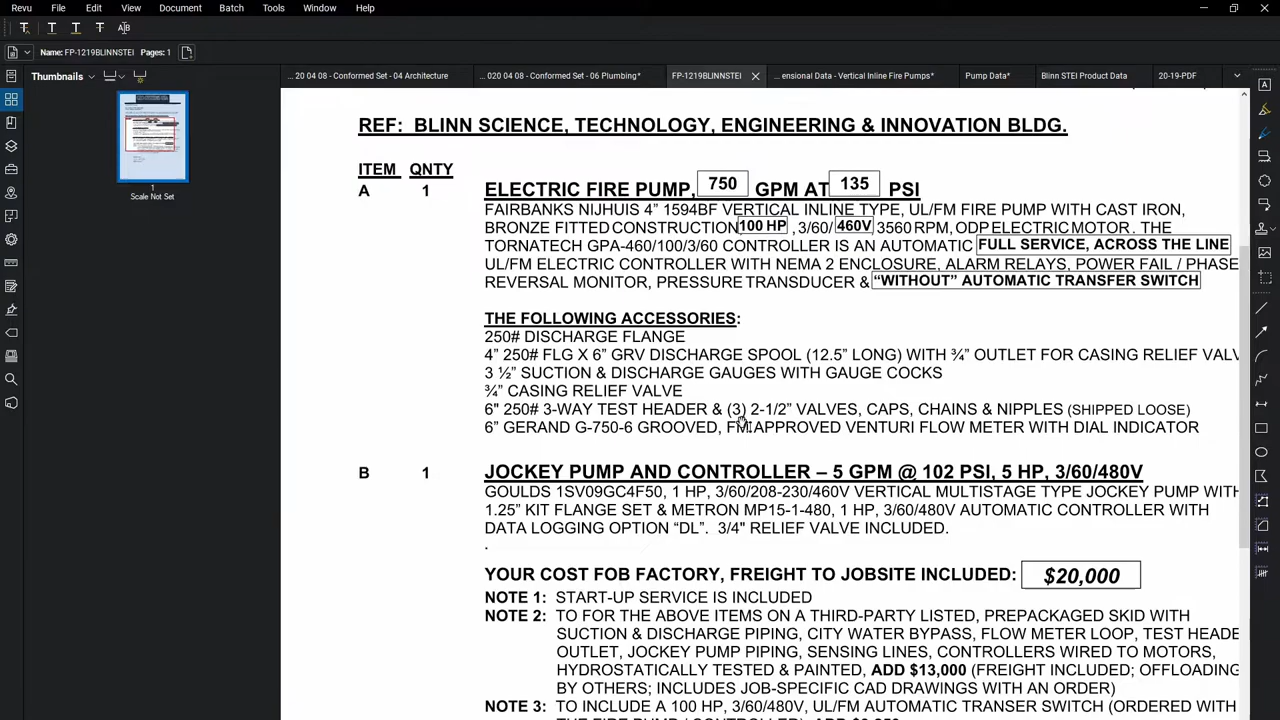 Revu File Edit View Document Batch Tools Window Help
Name: FP-1219BLINNSTEI Pages: 1
Thumbnails
... 20 04 08 - Conformed Set - 04 Architecture
... 020 04 08 - Conformed Set - 06 Plumbing*
FP-1219BLINNSTEI
... ensional Data - Vertical Inline Fire Pumps*
Pump Data*
Blinn STEI Product Data
20-19-PDF
1
Scale Not Set
REF: BLINN SCIENCE, TECHNOLOGY, ENGINEERING & INNOVATION BLDG.
ITEM QNTY
A 1 ELECTRIC FIRE PUMP, 750 GPM AT 135 PSI
FAIRBANKS NIJHUIS 4” 1594BF VERTICAL INLINE TYPE, UL/FM FIRE PUMP WITH CAST IRON,
BRONZE FITTED CONSTRUCTION 100 HP , 3/60/ 460V 3560 RPM, ODP ELECTRIC MOTOR. THE
TORNATECH GPA-460/100/3/60 CONTROLLER IS AN AUTOMATIC FULL SERVICE, ACROSS THE LINE
UL/FM ELECTRIC CONTROLLER WITH NEMA 2 ENCLOSURE, ALARM RELAYS, POWER FAIL / PHASE
REVERSAL MONITOR, PRESSURE TRANSDUCER & “WITHOUT” AUTOMATIC TRANSFER SWITCH
THE FOLLOWING ACCESSORIES:
250# DISCHARGE FLANGE
4” 250# FLG X 6” GRV DISCHARGE SPOOL (12.5” LONG) WITH ¾” OUTLET FOR CASING RELIEF VALV
3 ½” SUCTION & DISCHARGE GAUGES WITH GAUGE COCKS
¾” CASING RELIEF VALVE
6" 250# 3-WAY TEST HEADER & (3) 2-1/2” VALVES, CAPS, CHAINS & NIPPLES (SHIPPED LOOSE)
6” GERAND G-750-6 GROOVED, FM APPROVED VENTURI FLOW METER WITH DIAL INDICATOR
B 1 JOCKEY PUMP AND CONTROLLER – 5 GPM @ 102 PSI, 5 HP, 3/60/480V
GOULDS 1SV09GC4F50, 1 HP, 3/60/208-230/460V VERTICAL MULTISTAGE TYPE JOCKEY PUMP WITH
1.25” KIT FLANGE SET & METRON MP15-1-480, 1 HP, 3/60/480V AUTOMATIC CONTROLLER WITH
DATA LOGGING OPTION “DL”. 3/4" RELIEF VALVE INCLUDED.
.
YOUR COST FOB FACTORY, FREIGHT TO JOBSITE INCLUDED: $20,000
NOTE 1: START-UP SERVICE IS INCLUDED
NOTE 2: TO FOR THE ABOVE ITEMS ON A THIRD-PARTY LISTED, PREPACKAGED SKID WITH
SUCTION & DISCHARGE PIPING, CITY WATER BYPASS, FLOW METER LOOP, TEST HEADE
OUTLET, JOCKEY PUMP PIPING, SENSING LINES, CONTROLLERS WIRED TO MOTORS,
HYDROSTATICALLY TESTED & PAINTED, ADD $13,000 (FREIGHT INCLUDED; OFFLOADING
BY OTHERS; INCLUDES JOB-SPECIFIC CAD DRAWINGS WITH AN ORDER)
NOTE 3: TO INCLUDE A 100 HP, 3/60/480V, UL/FM AUTOMATIC TRANSER SWITCH (ORDERED WITH